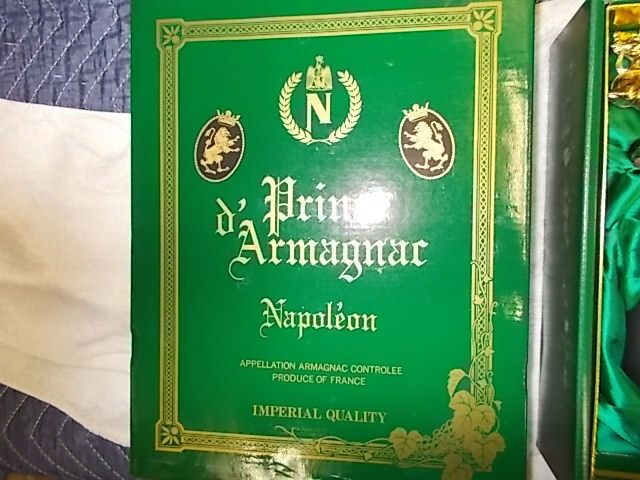 N
d'Armagnac
Napoléon
APPELLATION ARMAGNAC CONTROLEE
PRODUCE OF FRANCE
IMPERIAL QUALITY